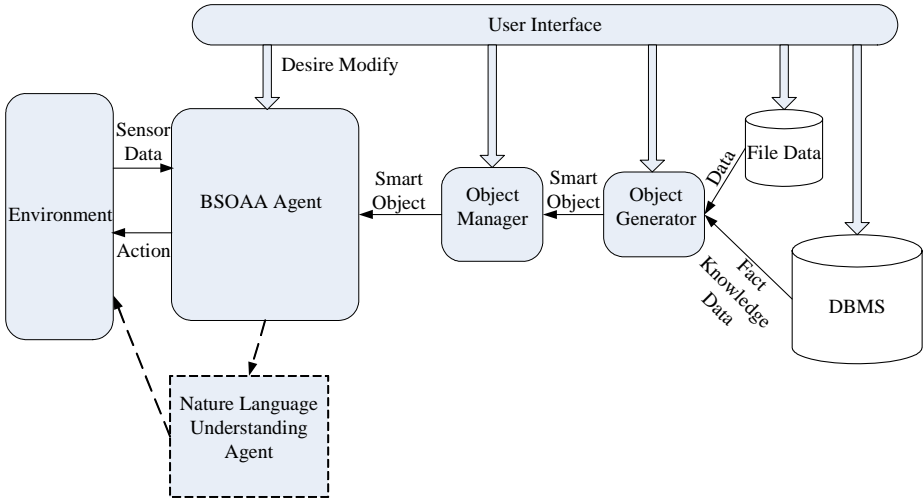 User Interface
Desire Modify
Sensor
Data
File Data
Data
Environment
BSOAA Agent
Smart
Object
Object
Manager
Smart
Object
Object
Generator
Action
Fact
Knowledge
Data
DBMS
Nature Language
Understanding
Agent